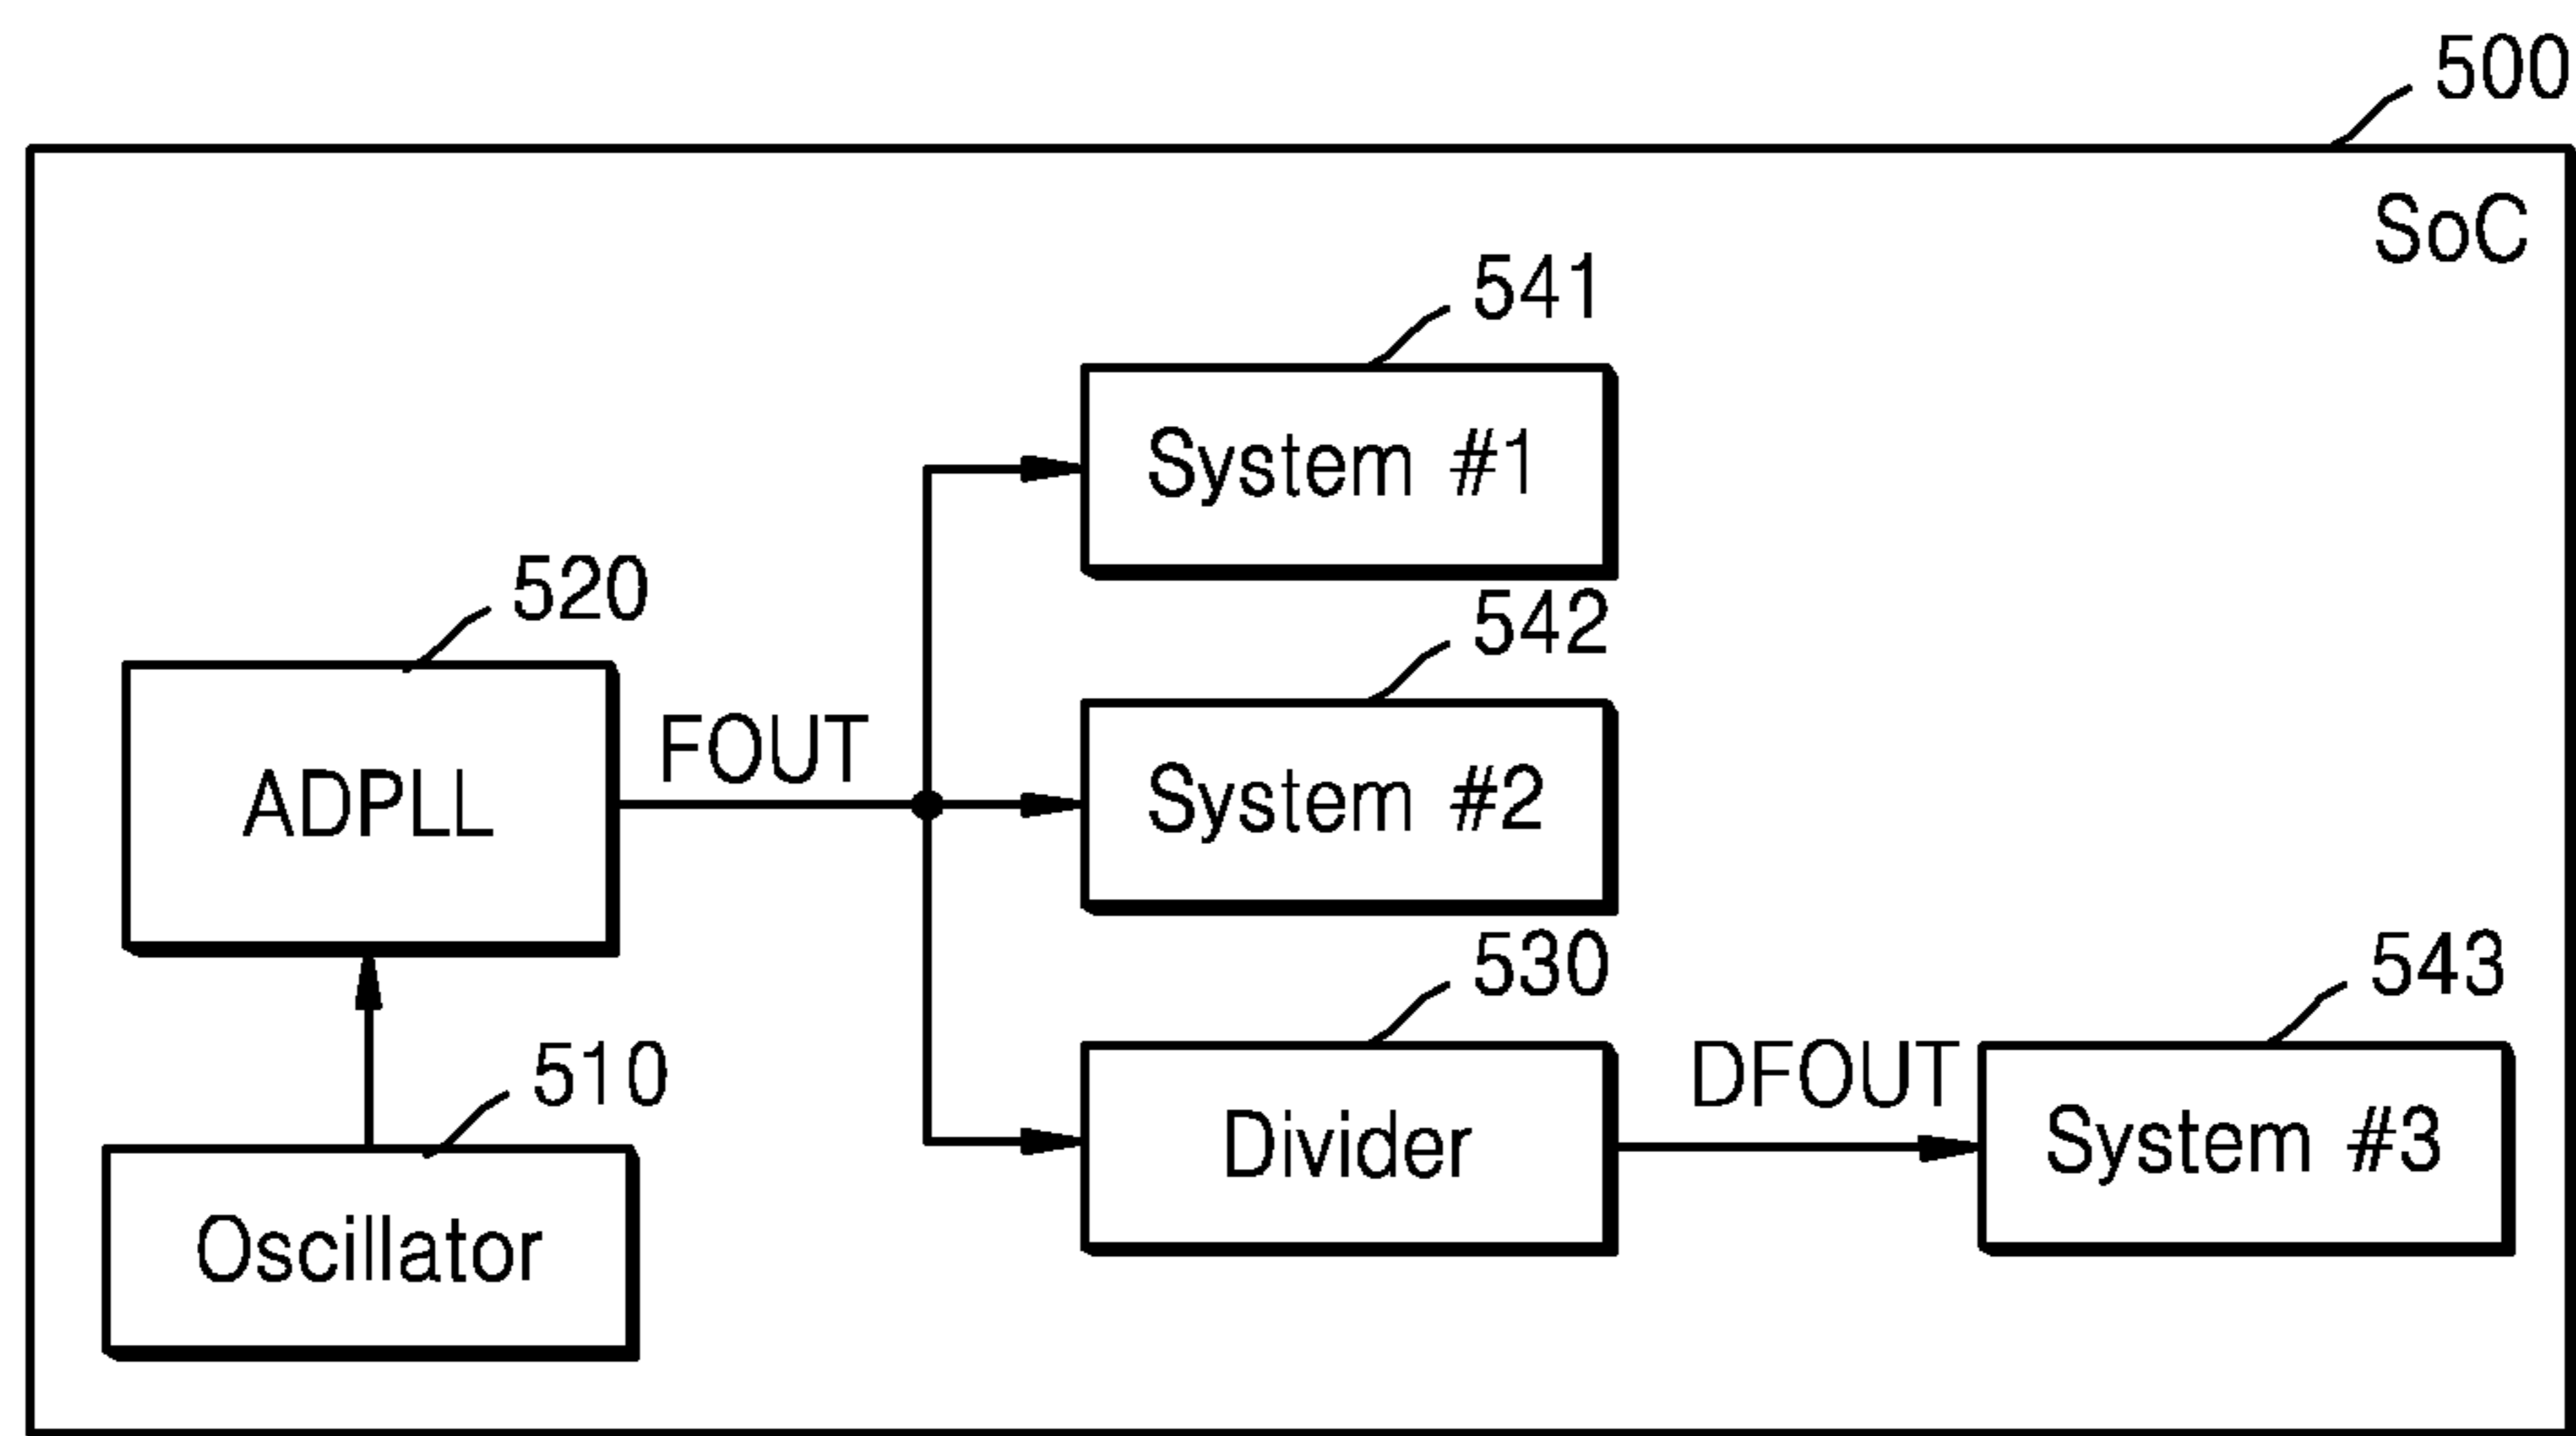 500
SoC
541
System #1
520
542
FOUT
ADPLL
System #2
530
543
510
DFOUT
Divider
System #3
Oscillator